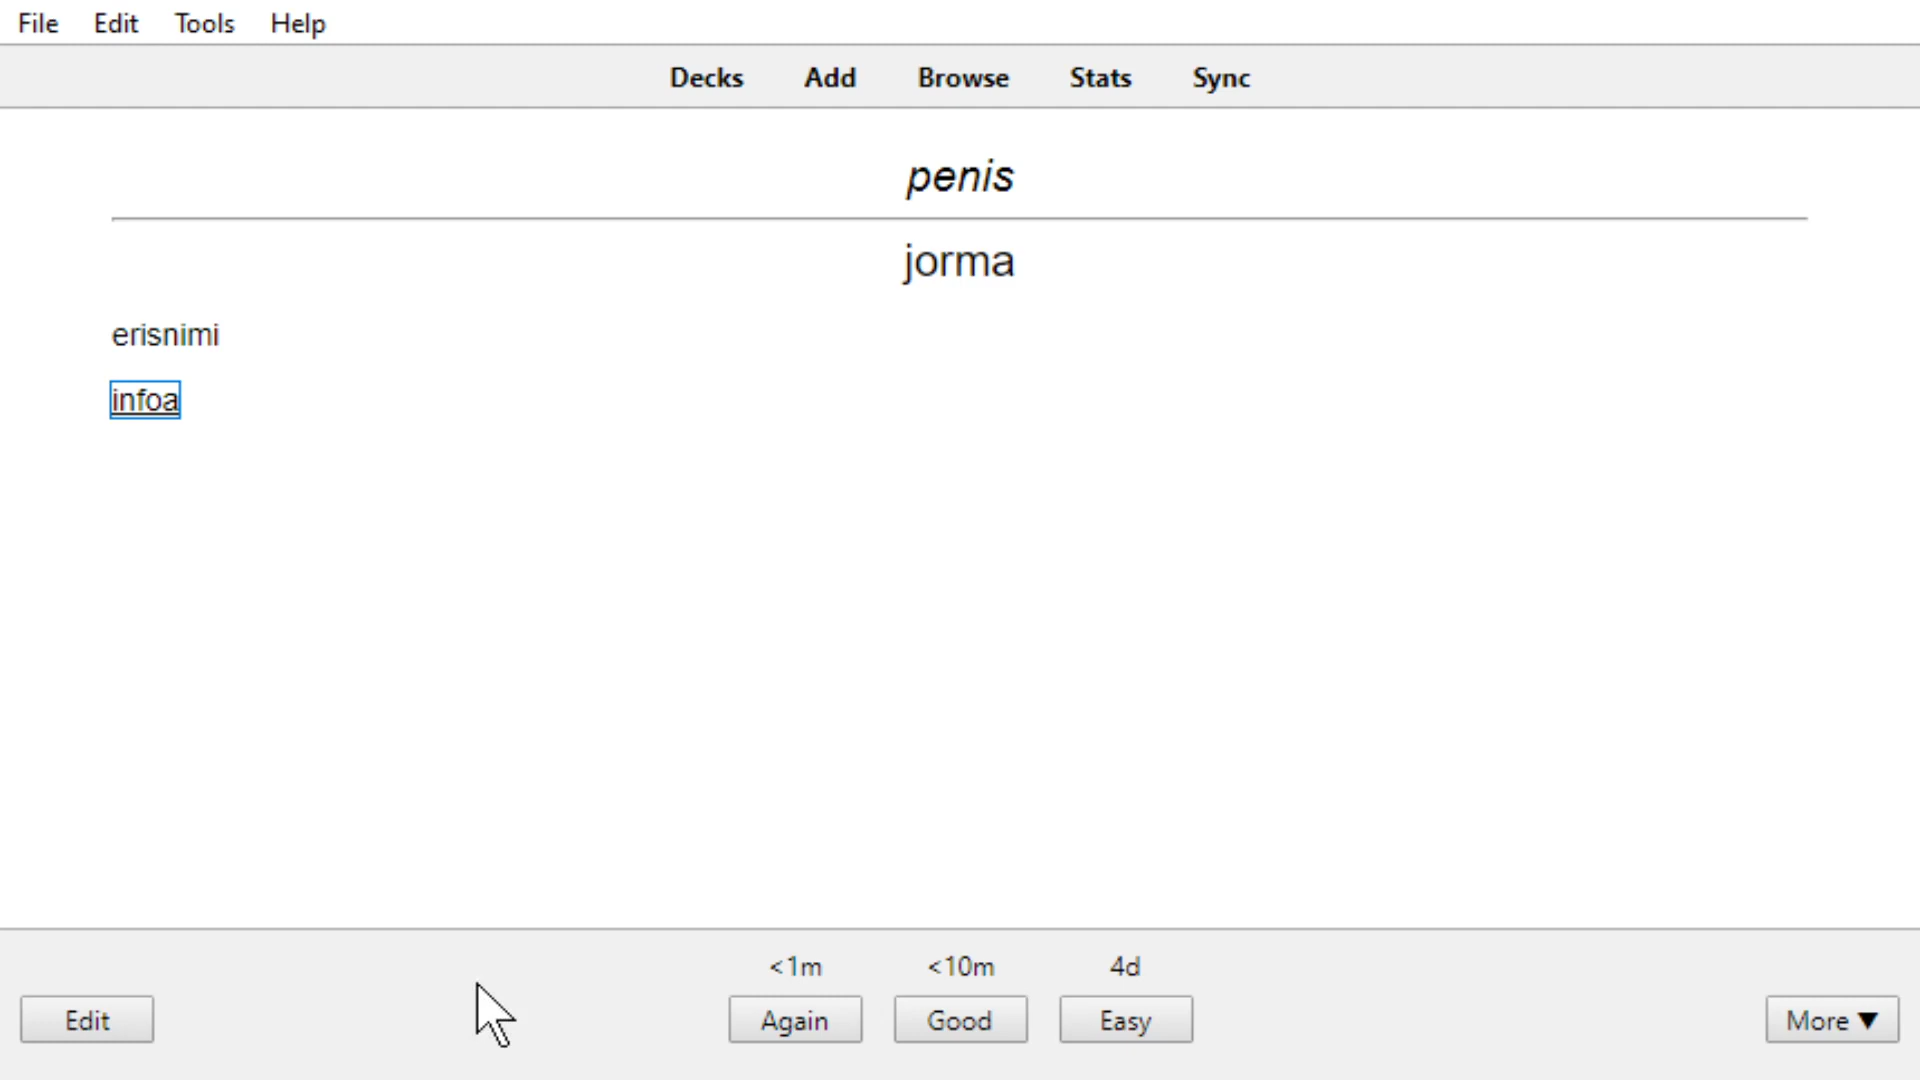 File Edit Tools Help
Decks Add Browse Stats Sync
penis
jorma
erisnimi
infoa
<1m <10m 4d
Edit Again Good Easy More ▼